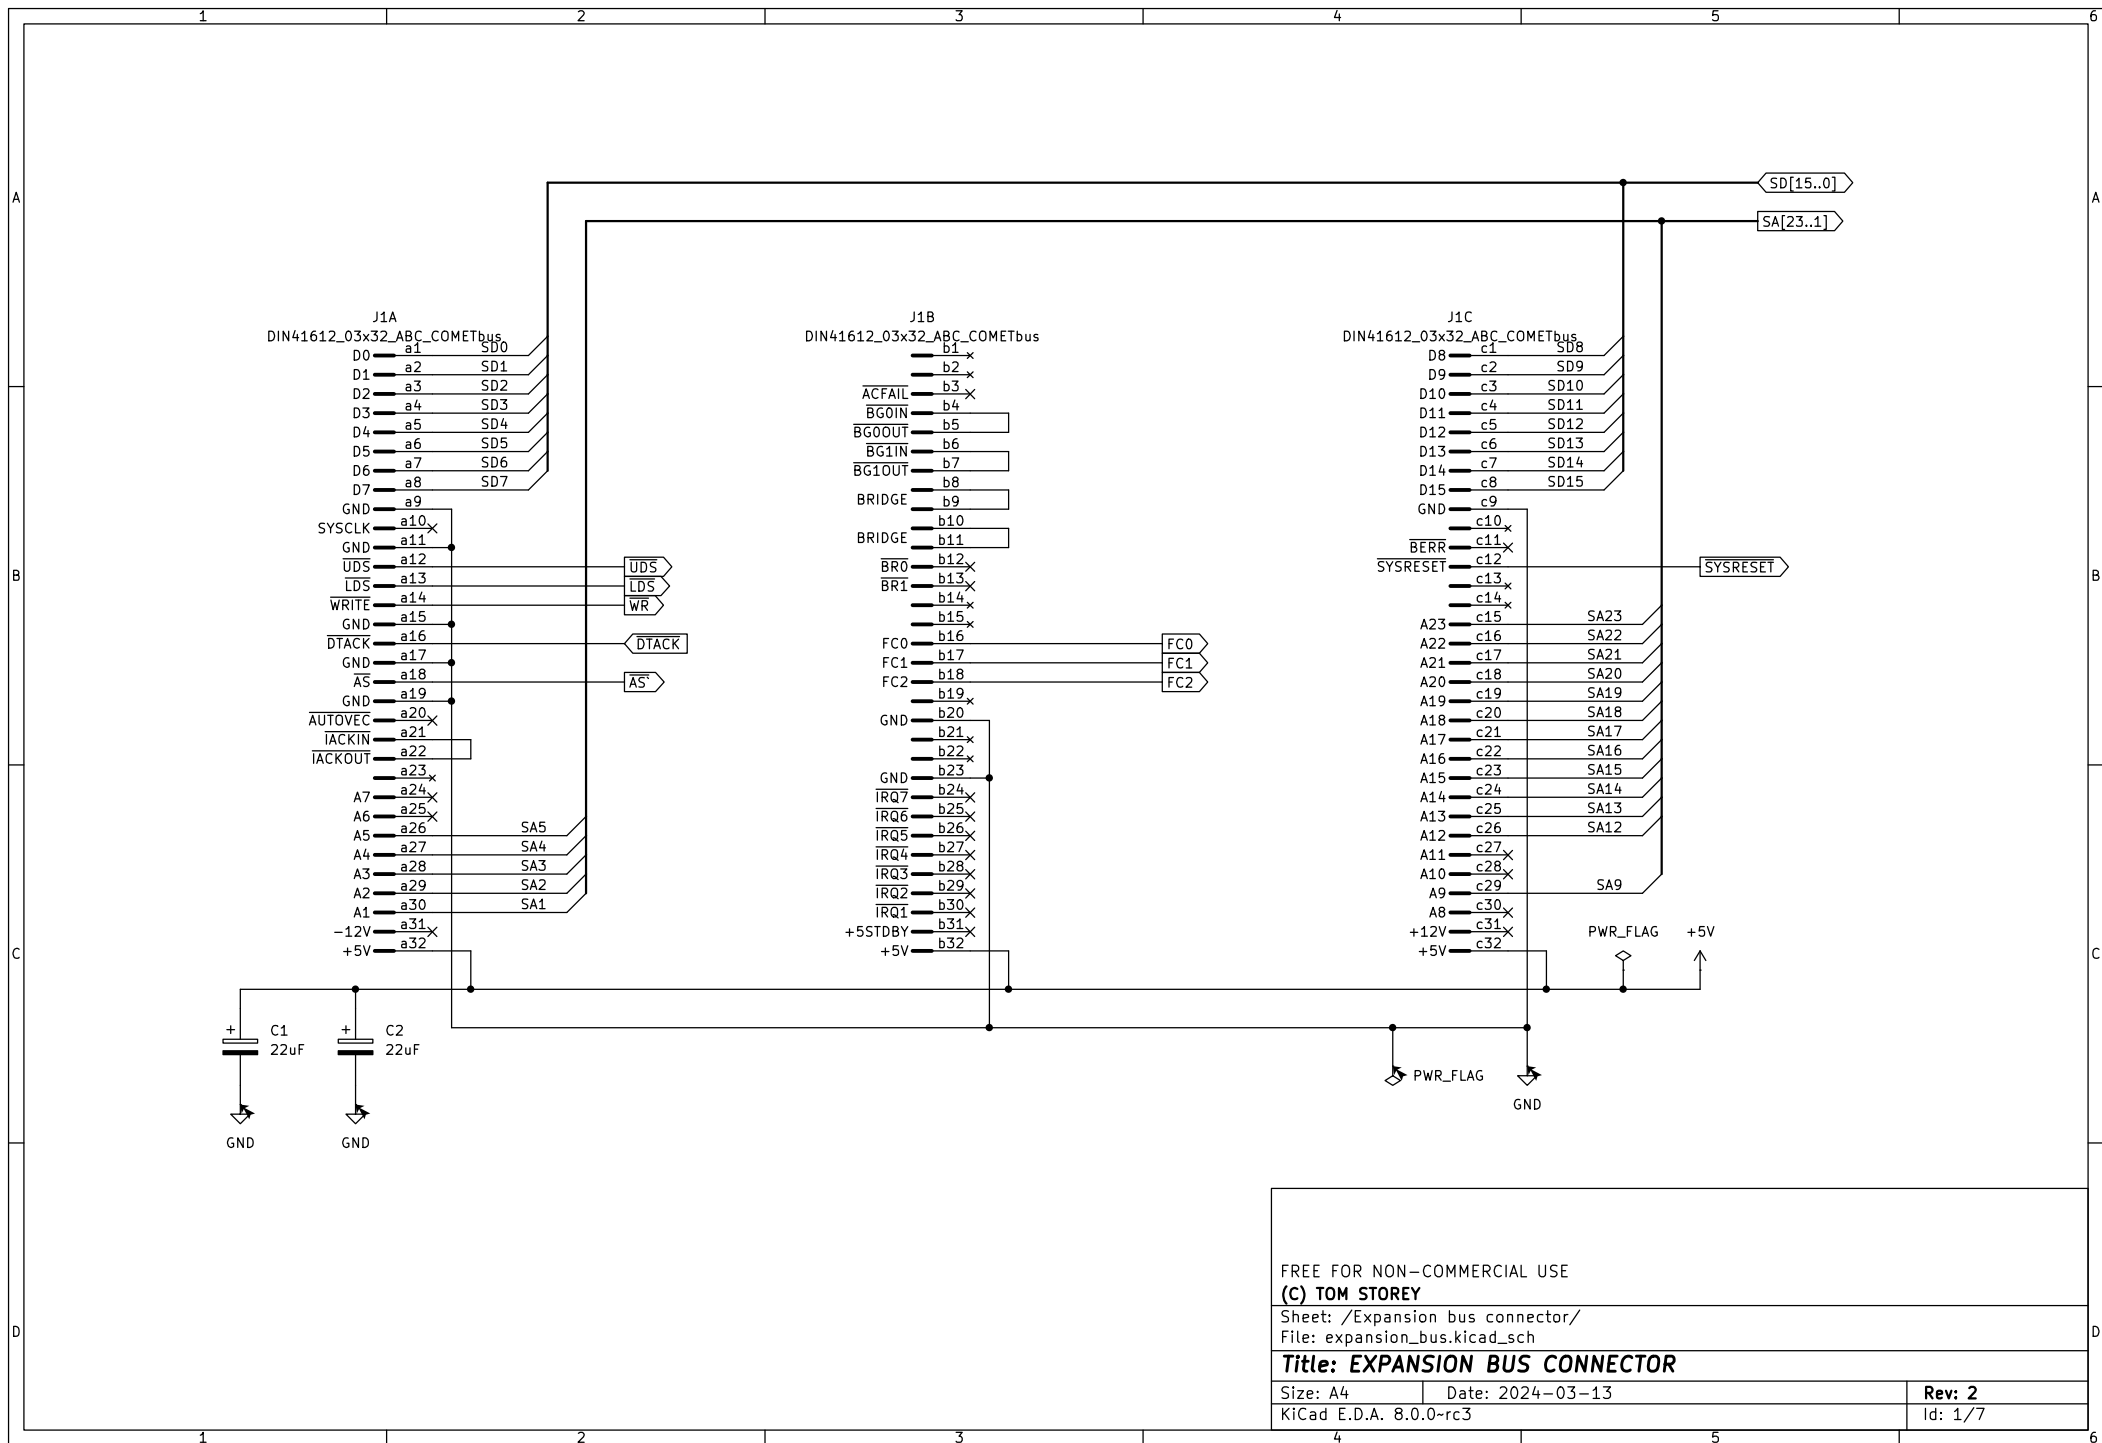 1 2 3 4 5 6
A A
SD[15..0]
SA[23..1]
J1A
DIN41612_03x32_ABC_COMETbus
D0 a1 SD0
D1 a2 SD1
D2 a3 SD2
D3 a4 SD3
D4 a5 SD4
D5 a6 SD5
D6 a7 SD6
D7 a8 SD7
GND a9
SYSCLK a10
GND a11
UDS a12 UDS
LDS a13 LDS
WRITE a14 WR
GND a15
DTACK a16 DTACK
GND a17
AS a18 AS`
GND a19
AUTOVEC a20
IACKIN a21
IACKOUT a22
a23
A7 a24
A6 a25
A5 a26 SA5
A4 a27 SA4
A3 a28 SA3
A2 a29 SA2
A1 a30 SA1
-12V a31
+5V a32
J1B
DIN41612_03x32_ABC_COMETbus
b1
b2
ACFAIL b3
BG0IN b4
BG0OUT b5
BG1IN b6
BG1OUT b7
b8
BRIDGE
b9
b10
BRIDGE
b11
BR0 b12
BR1 b13
b14
b15
FC0 b16 FC0
FC1 b17 FC1
FC2 b18 FC2
b19
GND b20
b21
b22
GND b23
IRQ7 b24
IRQ6 b25
IRQ5 b26
IRQ4 b27
IRQ3 b28
IRQ2 b29
IRQ1 b30
+5STDBY b31
+5V b32
J1C
DIN41612_03x32_ABC_COMETbus
D8 c1 SD8
D9 c2 SD9
D10 c3 SD10
D11 c4 SD11
D12 c5 SD12
D13 c6 SD13
D14 c7 SD14
D15 c8 SD15
GND c9
c10
BERR c11
SYSRESET c12 SYSRESET
c13
c14
A23 c15 SA23
A22 c16 SA22
A21 c17 SA21
A20 c18 SA20
A19 c19 SA19
A18 c20 SA18
A17 c21 SA17
A16 c22 SA16
A15 c23 SA15
A14 c24 SA14
A13 c25 SA13
A12 c26 SA12
A11 c27
A10 c28
A9 c29 SA9
A8 c30
+12V c31
+5V c32
PWR_FLAG +5V
B B
C C
+ C1
22uF
+ C2
22uF
GND GND
PWR_FLAG
GND
D D
FREE FOR NON-COMMERCIAL USE
(C) TOM STOREY
Sheet: /Expansion bus connector/
File: expansion_bus.kicad_sch
Title: EXPANSION BUS CONNECTOR
Size: A4 Date: 2024-03-13 Rev: 2
KiCad E.D.A. 8.0.0~rc3 Id: 1/7
1 2 3 4 5 6